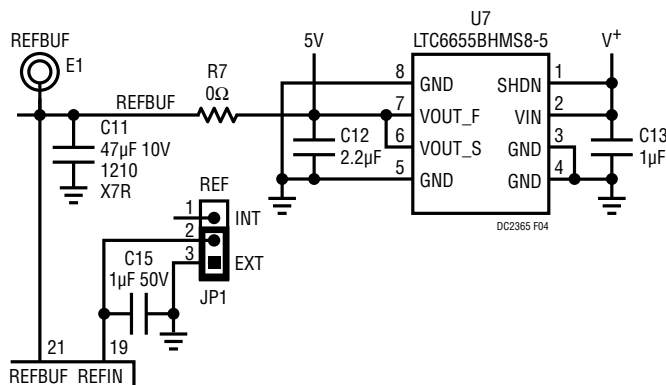 REFBUF
E1
REFBUF
R7
0Ω
C11
47µF 10V
1210
X7R
5V
U7
LTC6655BHMS8-5
V+
8
GND
SHDN
1
7
VOUT_F
VIN
2
6
VOUT_S
GND
3
5
GND
GND
4
C12
2.2µF
C13
1µF
DC2365 F04
REF
1
INT
2
3
EXT
JP1
C15
1µF 50V
21
19
REFBUF
REFIN